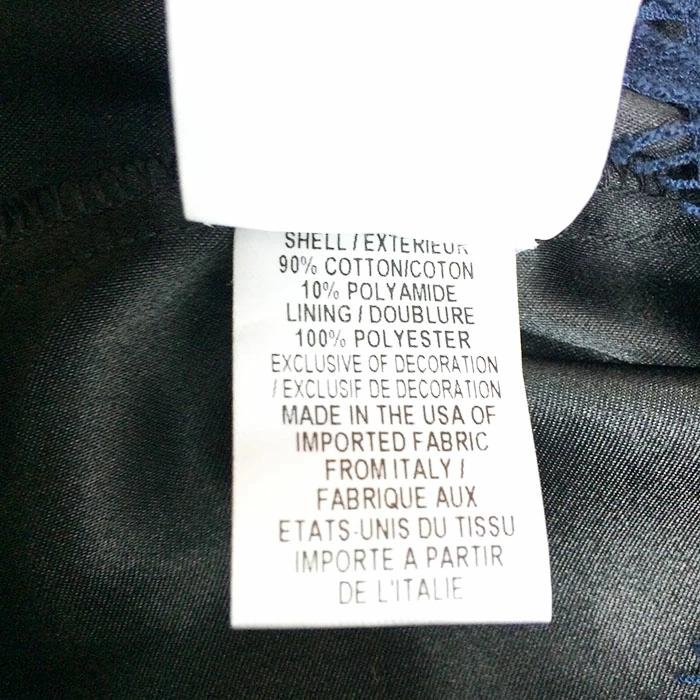 SHELL / EXTERIEUR
90% COTTON/COTON
10% POLYAMIDE
LINING / DOUBLURE
100% POLYESTER
EXCLUSIVE OF DECORATION
/ EXCLUSIF DE DECORATION
MADE IN THE USA OF
IMPORTED FABRIC
FROM ITALY /
FABRIQUE AUX
ETATS-UNIS DU TISSU
IMPORTE A PARTIR
DE L'ITALIE